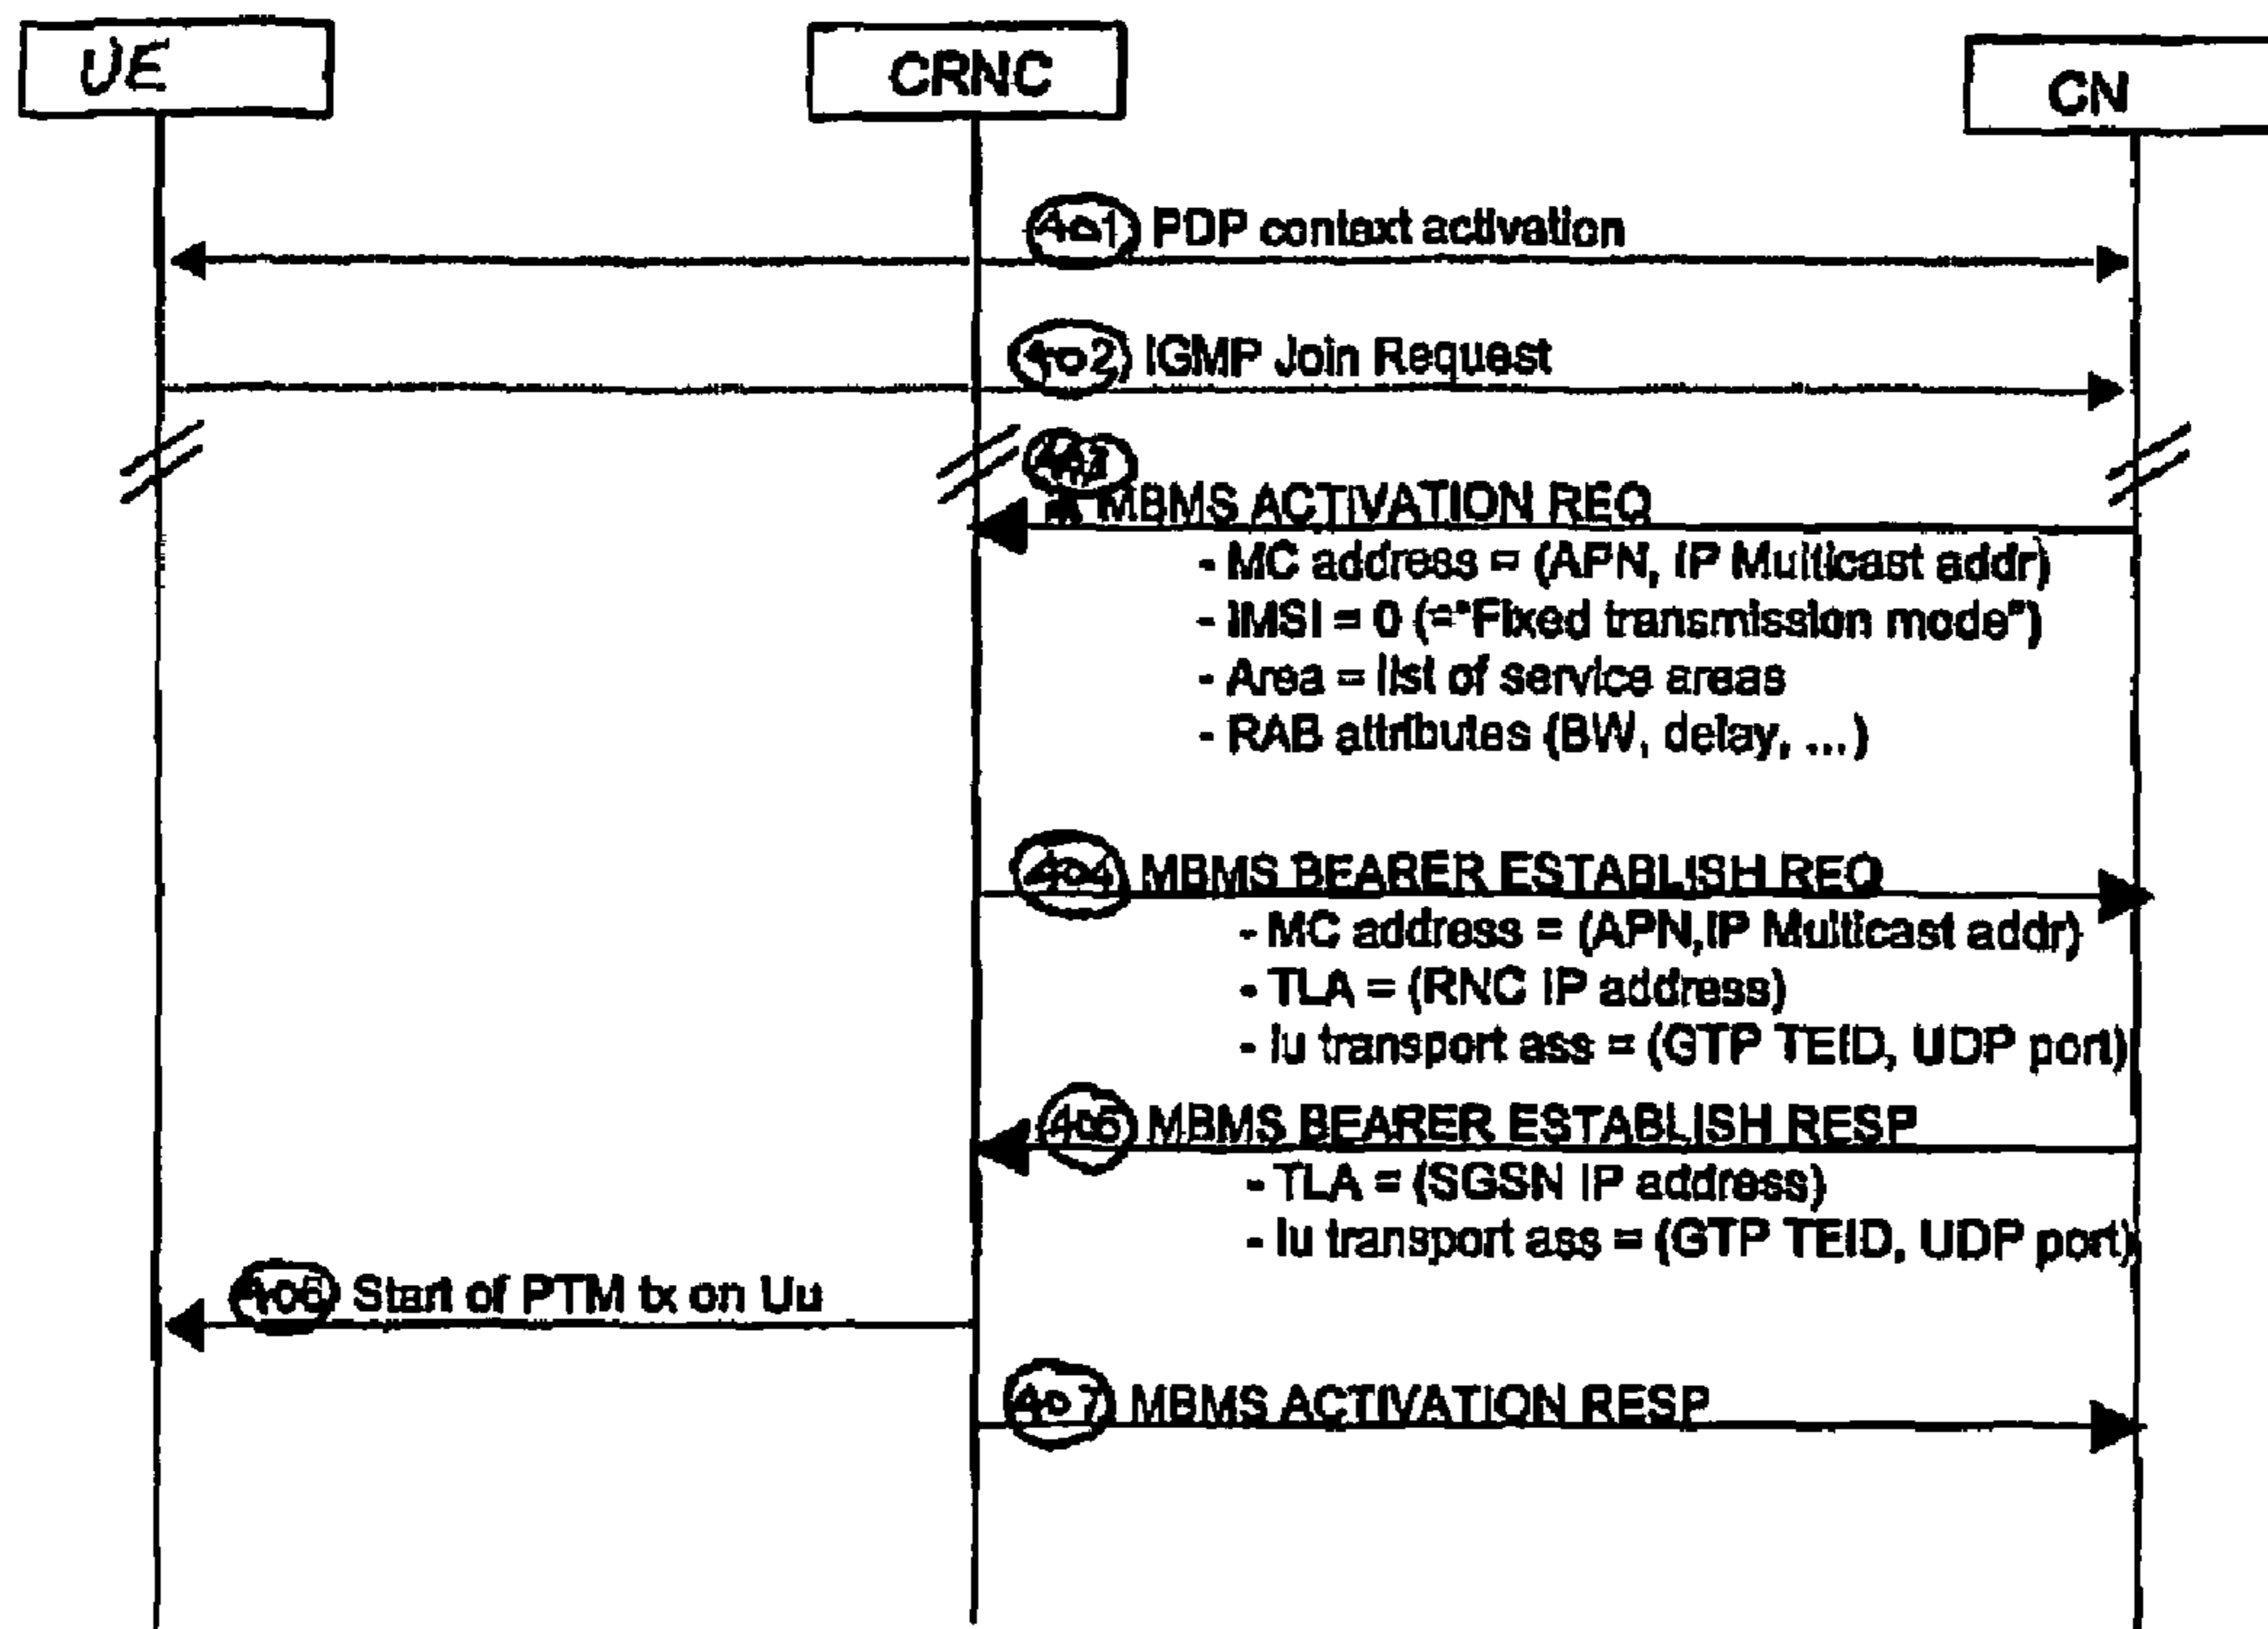 UE
CRNC
CN
401 PDP context activation
402 IGMP Join Request
MBMS ACTIVATION REQ
- MC address = (APN, IP Multicast addr)
- IMSI = 0 (="Fixed transmission mode")
- Area = list of service areas
- RAB attributes (BW, delay, ...)
404 MBMS BEARER ESTABLISH REQ
- MC address = (APN,IP Multicast addr)
- TLA = (RNC IP address)
- Iu transport ass = (GTP TEID, UDP port)
405 MBMS BEARER ESTABLISH RESP
- TLA = (SGSN IP address)
- Iu transport ass = (GTP TEID, UDP port)
406 Start of PTM tx on Uu
407 MBMS ACTIVATION RESP